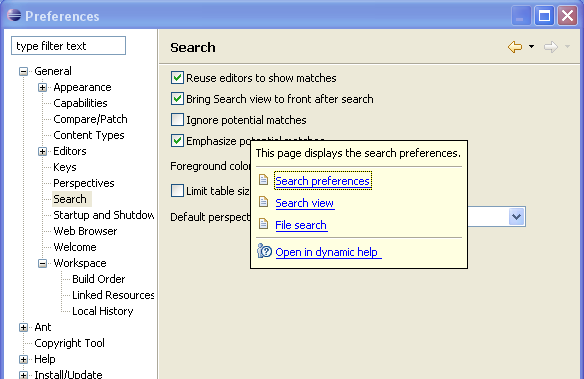 Preferences
type filter text
Search
General
Appearance
Capabilities
Compare/Patch
Content Types
Editors
Keys
Perspectives
Search
Startup and Shutdow
Web Browser
Welcome
Workspace
Build Order
Linked Resources
Local History
Ant
Copyright Tool
Help
Install/Update
Reuse editors to show matches
Bring Search view to front after search
Ignore potential matches
Emphasize potential matches
Foreground colo
Limit table siz
Default perspect
This page displays the search preferences.
Search preferences
Search view
File search
Open in dynamic help